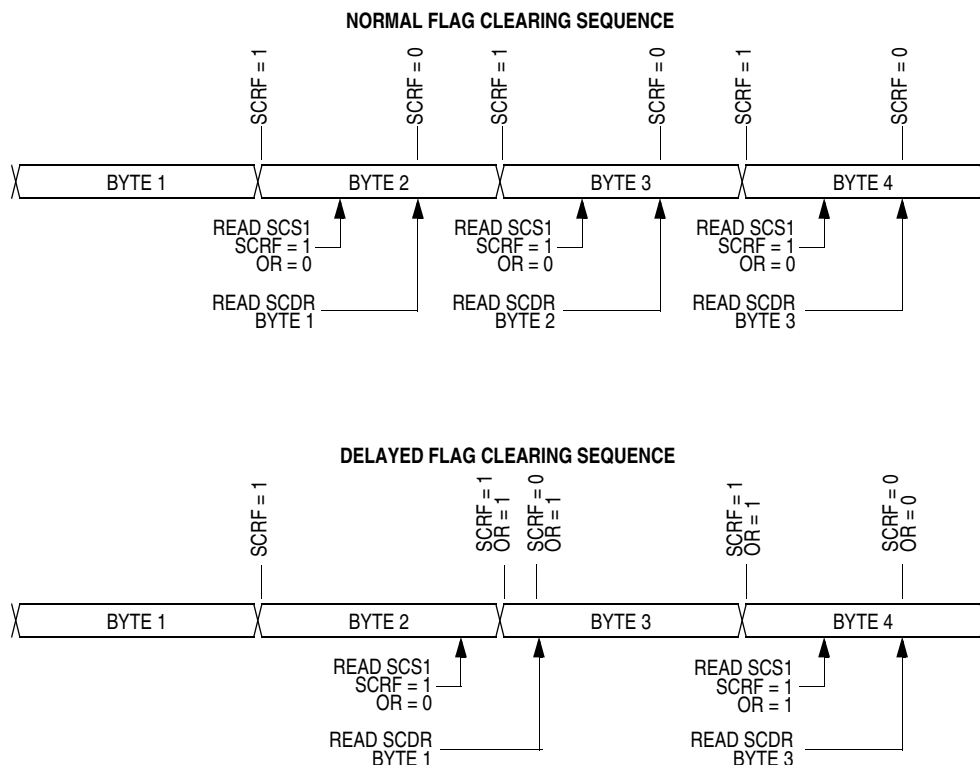 NORMAL FLAG CLEARING SEQUENCE
SCRF = 1
SCRF = 0
SCRF = 1
SCRF = 0
SCRF = 1
SCRF = 0
BYTE 1
BYTE 2
BYTE 3
BYTE 4
READ SCS1
SCRF = 1
OR = 0
READ SCS1
SCRF = 1
OR = 0
READ SCS1
SCRF = 1
OR = 0
READ SCDR
BYTE 1
READ SCDR
BYTE 2
READ SCDR
BYTE 3
DELAYED FLAG CLEARING SEQUENCE
SCRF = 1
SCRF = 1
OR = 1
SCRF = 0
OR = 1
SCRF = 1
OR = 1
SCRF = 0
OR = 0
BYTE 1
BYTE 2
BYTE 3
BYTE 4
READ SCS1
SCRF = 1
OR = 0
READ SCS1
SCRF = 1
OR = 1
READ SCDR
BYTE 1
READ SCDR
BYTE 3